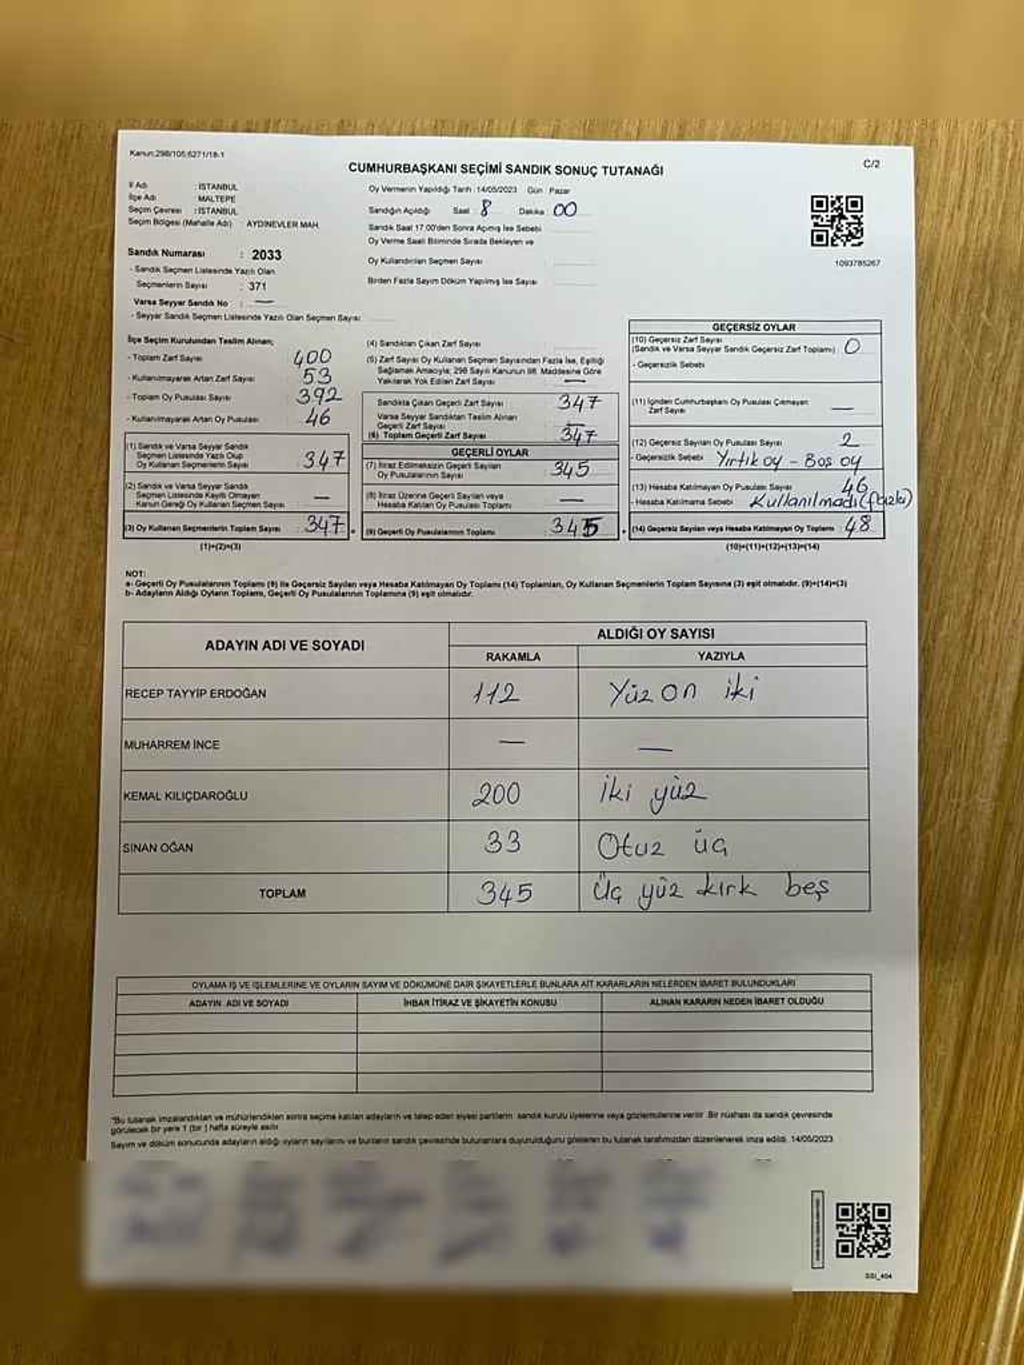 Kanun:298/105;6271/18-1
C/2
CUMHURBAŞKANI SEÇİMİ SANDIK SONUÇ TUTANAĞI
İl Adı : İSTANBUL
İlçe Adı : MALTEPE
Seçim Çevresi : İSTANBUL
Seçim Bölgesi (Mahalle Adı) AYDINEVLER MAH.
Oy Vermenin Yapıldığı Tarih :14/05/2023 Gün : Pazar
Sandığın Açıldığı Saat 8 Dakika 00
Sandık Saat 17.00'den Sonra Açılmış İse Sebebi
Oy Verme Saati Bitiminde Sırada Bekleyen ve
Oy Kullandırılan Seçmen Sayısı
Birden Fazla Sayım Döküm Yapılmış İse Sayısı
1093785267
Sandık Numarası : 2033
- Sandık Seçmen Listesinde Yazılı Olan
Seçmenlerin Sayısı : 371
Varsa Seyyar Sandık No : —
- Seyyar Sandık Seçmen Listesinde Yazılı Olan Seçmen Sayısı:
İlçe Seçim Kurulundan Teslim Alınan;
- Toplam Zarf Sayısı 400
- Kullanılmayarak Artan Zarf Sayısı 53
- Toplam Oy Pusulası Sayısı 392
- Kullanılmayarak Artan Oy Pusulası 46
(1) Sandık ve Varsa Seyyar Sandık
Seçmen Listesinde Yazılı Olup
Oy Kullanan Seçmenlerin Sayısı 347
(2) Sandık ve Varsa Seyyar Sandık
Seçmen Listesinde Kayıtlı Olmayan
Kanun Gereği Oy Kullanan Seçmen Sayısı —
(3) Oy Kullanan Seçmenlerin Toplam Sayısı 347
(1)+(2)=(3)
(4) Sandıktan Çıkan Zarf Sayısı
(5) Zarf Sayısı Oy Kullanan Seçmen Sayısından Fazla İse, Eşitliği
Sağlamak Amacıyla; 298 Sayılı Kanunun 98. Maddesine Göre
Yakılarak Yok Edilen Zarf Sayısı —
Sandıkta Çıkan Geçerli Zarf Sayısı 347
Varsa Seyyar Sandıktan Teslim Alınan
Geçerli Zarf Sayısı —
(6) Toplam Geçerli Zarf Sayısı 347
GEÇERLİ OYLAR
(7) İtiraz Edilmeksizin Geçerli Sayılan
Oy Pusulasının Sayısı 345
(8) İtiraz Üzerine Geçerli Sayılan veya
Hesaba Katılan Oy Pusulası Toplamı —
(9) Geçerli Oy Pusulalarının Toplamı 345
GEÇERSİZ OYLAR
(10) Geçersiz Zarf Sayısı
(Sandık ve Varsa Seyyar Sandık Geçersiz Zarf Toplamı) 0
- Geçersizlik Sebebi
(11) İçinden Cumhurbaşkanı Oy Pusulası Çıkmayan
Zarf Sayısı —
(12) Geçersiz Sayılan Oy Pusulası Sayısı 2
- Geçersizlik Sebebi Yırtık oy - Boş oy
(13) Hesaba Katılmayan Oy Pusulası Sayısı 46
- Hesaba Katılmama Sebebi Kullanılmadı (fazla)
(14) Geçersiz Sayılan veya Hesaba Katılmayan Oy Toplamı 48
(10)+(11)+(12)+(13)=(14)
NOT:
a- Geçerli Oy Pusulalarının Toplamı (9) ile Geçersiz Sayılan veya Hesaba Katılmayan Oy Toplamı (14) Toplamları, Oy Kullanan Seçmenlerin Toplam Sayısına (3) eşit olmalıdır. (9)+(14)=(3)
b- Adayların Aldığı Oyların Toplamı, Geçerli Oy Pusulalarının Toplamına (9) eşit olmalıdır.
ADAYIN ADI VE SOYADI
ALDIĞI OY SAYISI
RAKAMLA YAZIYLA
RECEP TAYYİP ERDOĞAN 112 Yüz on iki
MUHARREM İNCE — —
KEMAL KILIÇDAROĞLU 200 iki yüz
SİNAN OĞAN 33 Otuz üç
TOPLAM 345 Üç yüz kırk beş
OYLAMA İŞ VE İŞLEMLERİNE VE OYLARIN SAYIM VE DÖKÜMÜNE DAİR ŞİKAYETLERLE BUNLARA AİT KARARLARIN NELERDEN İBARET BULUNDUKLARI
ADAYIN ADI VE SOYADI İHBAR İTİRAZ VE ŞİKAYETİN KONUSU ALINAN KARARIN NEDEN İBARET OLDUĞU
"Bu tutanak imzalandıktan ve mühürlendikten sonra seçime katılan adayların ve talep eden siyasi partilerin sandık kurulu üyelerine veya gözlemcilerine verilir. Bir nüshası da sandık çevresinde
görülecek bir yere 1 (bir) hafta süreyle asılır.
Sayım ve döküm sonucunda adayların aldığı oyların sayılarını ve bunların sandık çevresinde bulunanlara duyurulduğunu gösteren bu tutanak tarafımızdan düzenlenerek imza edildi. 14/05/2023
SSI_404